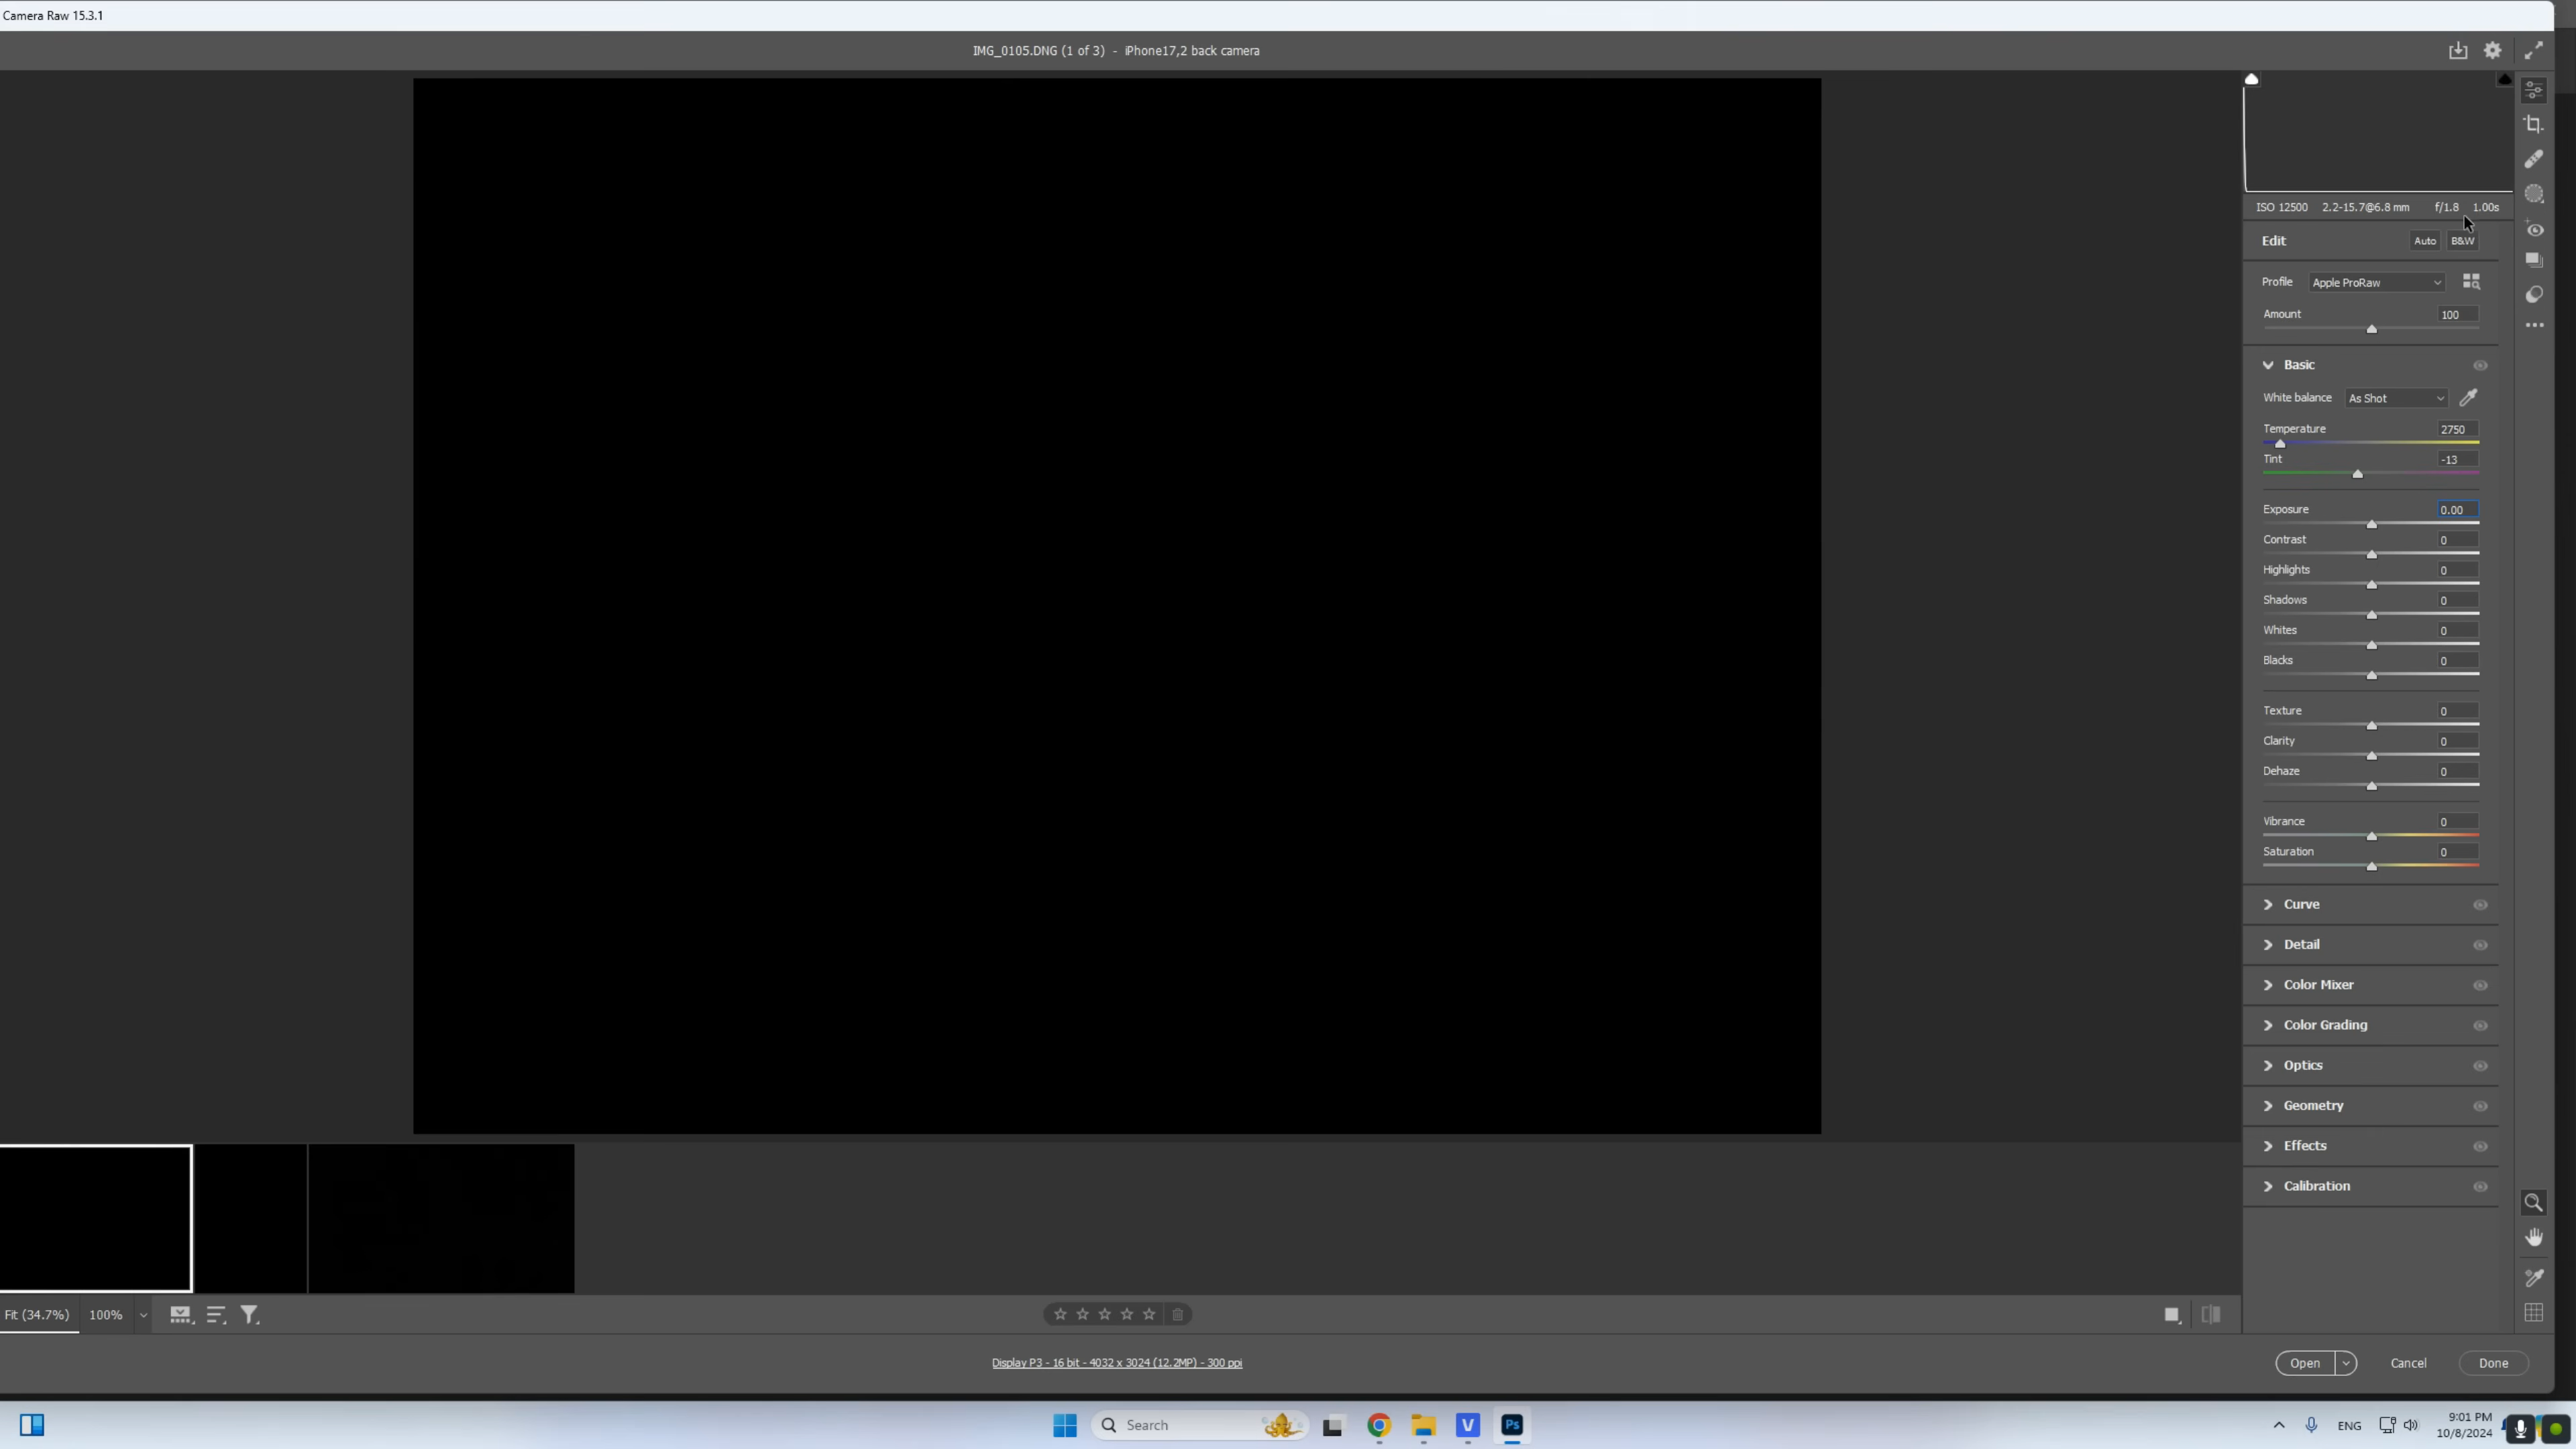 Camera Raw 15.3.1
IMG_0105.DNG (1 of 3) - iPhone17,2 back camera
ISO 12500 2.2-15.7@6.8 mm f/1.8 1.00s
Edit Auto B&W
Profile Apple ProRaw
Amount 100
Basic
White balance As Shot
Temperature 2750
Tint -13
Exposure 0.00
Contrast 0
Highlights 0
Shadows 0
Whites 0
Blacks 0
Texture 0
Clarity 0
Dehaze 0
Vibrance 0
Saturation 0
Curve
Detail
Color Mixer
Color Grading
Optics
Geometry
Effects
Calibration
Fit (34.7%) 100%
Display P3 - 16 bit - 4032 x 3024 (12.2MP) - 300 ppi
Open Cancel Done
Search V Ps ENG 9:01 PM
10/8/2024